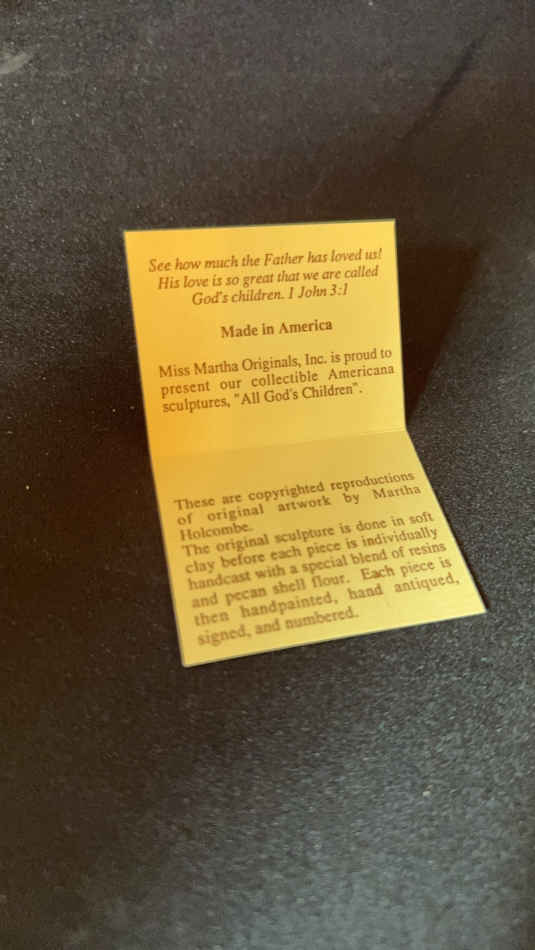 See how much the Father has loved us!
His love is so great that we are called
God's children. I John 3:1
Made in America
Miss Martha Originals, Inc. is proud to
present our collectible Americana
sculptures, "All God's Children".
These are copyrighted reproductions
of original artwork by Martha
Holcombe.
The original sculpture is done in soft
clay before each piece is individually
handcast with a special blend of resins
and pecan shell flour. Each piece is
then handpainted, hand antiqued,
signed, and numbered.